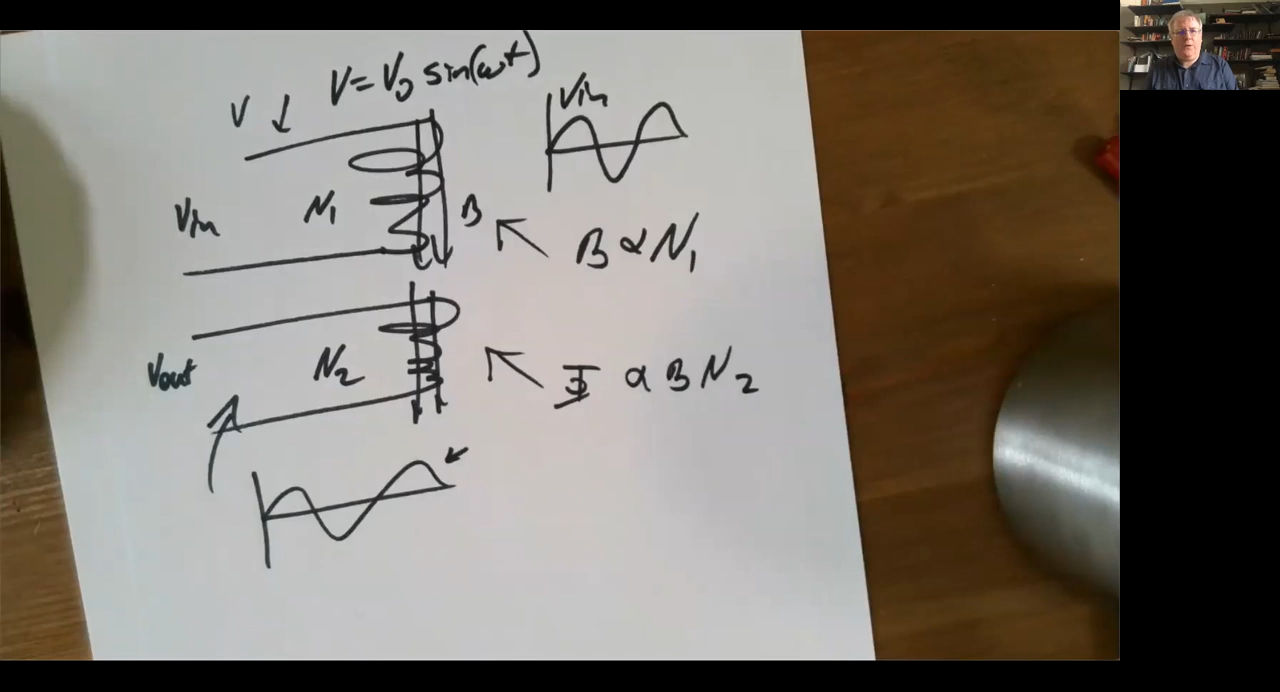 V = V₀ sin(ωt)
V
Vin
Vin
N₁
B
B ∝ N₁
Vout
N₂
Φ ∝ B N₂